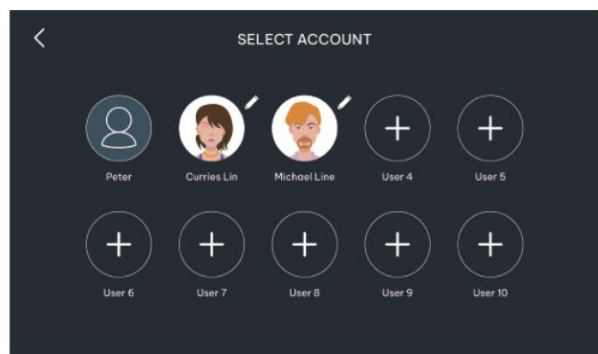 SELECT ACCOUNT
Peter Curries Lin Michael Line User 4 User 5
User 6 User 7 User 8 User 9 User 10